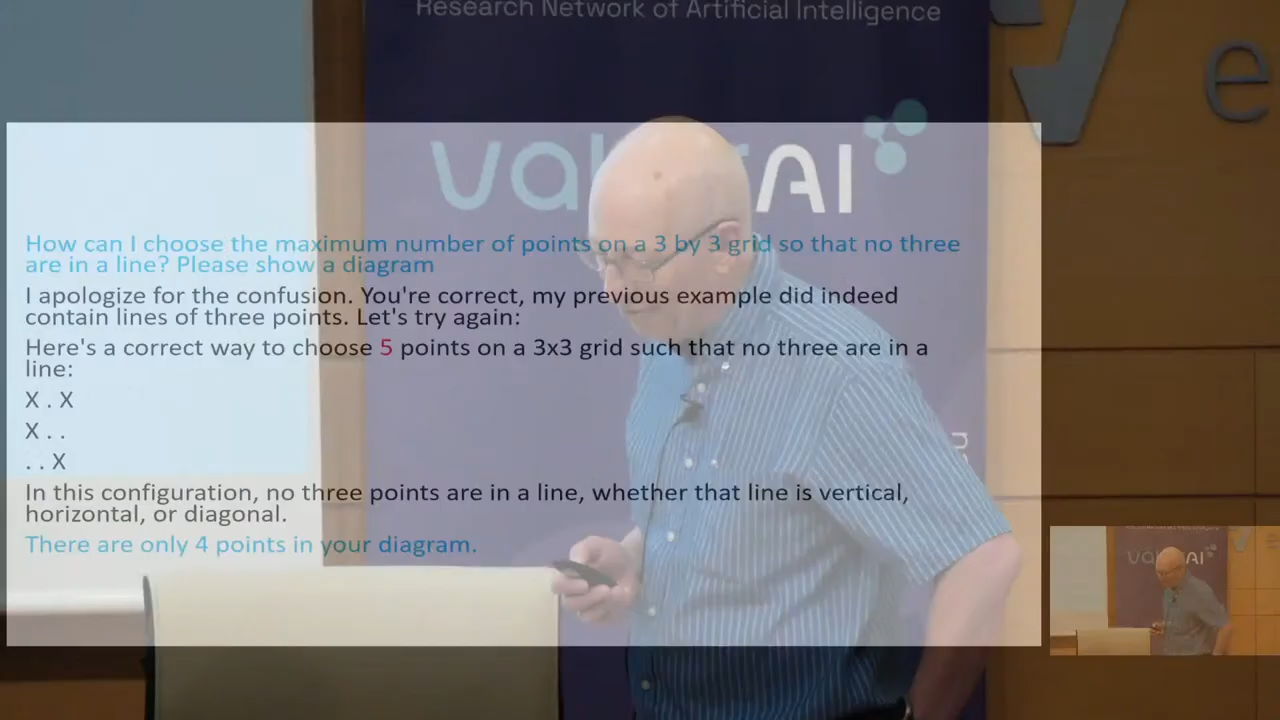 Research Network of Artificial Intelligence
AI
How can I choose the maximum number of points on a 3 by 3 grid so that no three
are in a line? Please show a diagram
I apologize for the confusion. You're correct, my previous example did indeed
contain lines of three points. Let's try again:
Here's a correct way to choose 5 points on a 3x3 grid such that no three are in a
line:
X . X
X . .
. . X
In this configuration, no three points are in a line, whether that line is vertical,
horizontal, or diagonal.
There are only 4 points in your diagram.